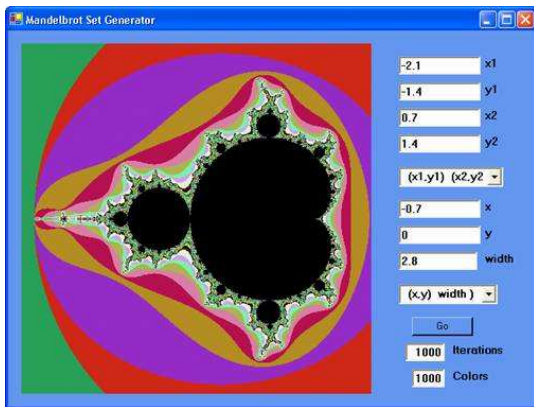 Mandelbrot Set Generator
-2.1 x1
-1.4 y1
0.7 x2
1.4 y2
(x1,y1) (x2,y2
-0.7 x
0 y
2.8 width
(x,y) width )
Go
1000 Iterations
1000 Colors